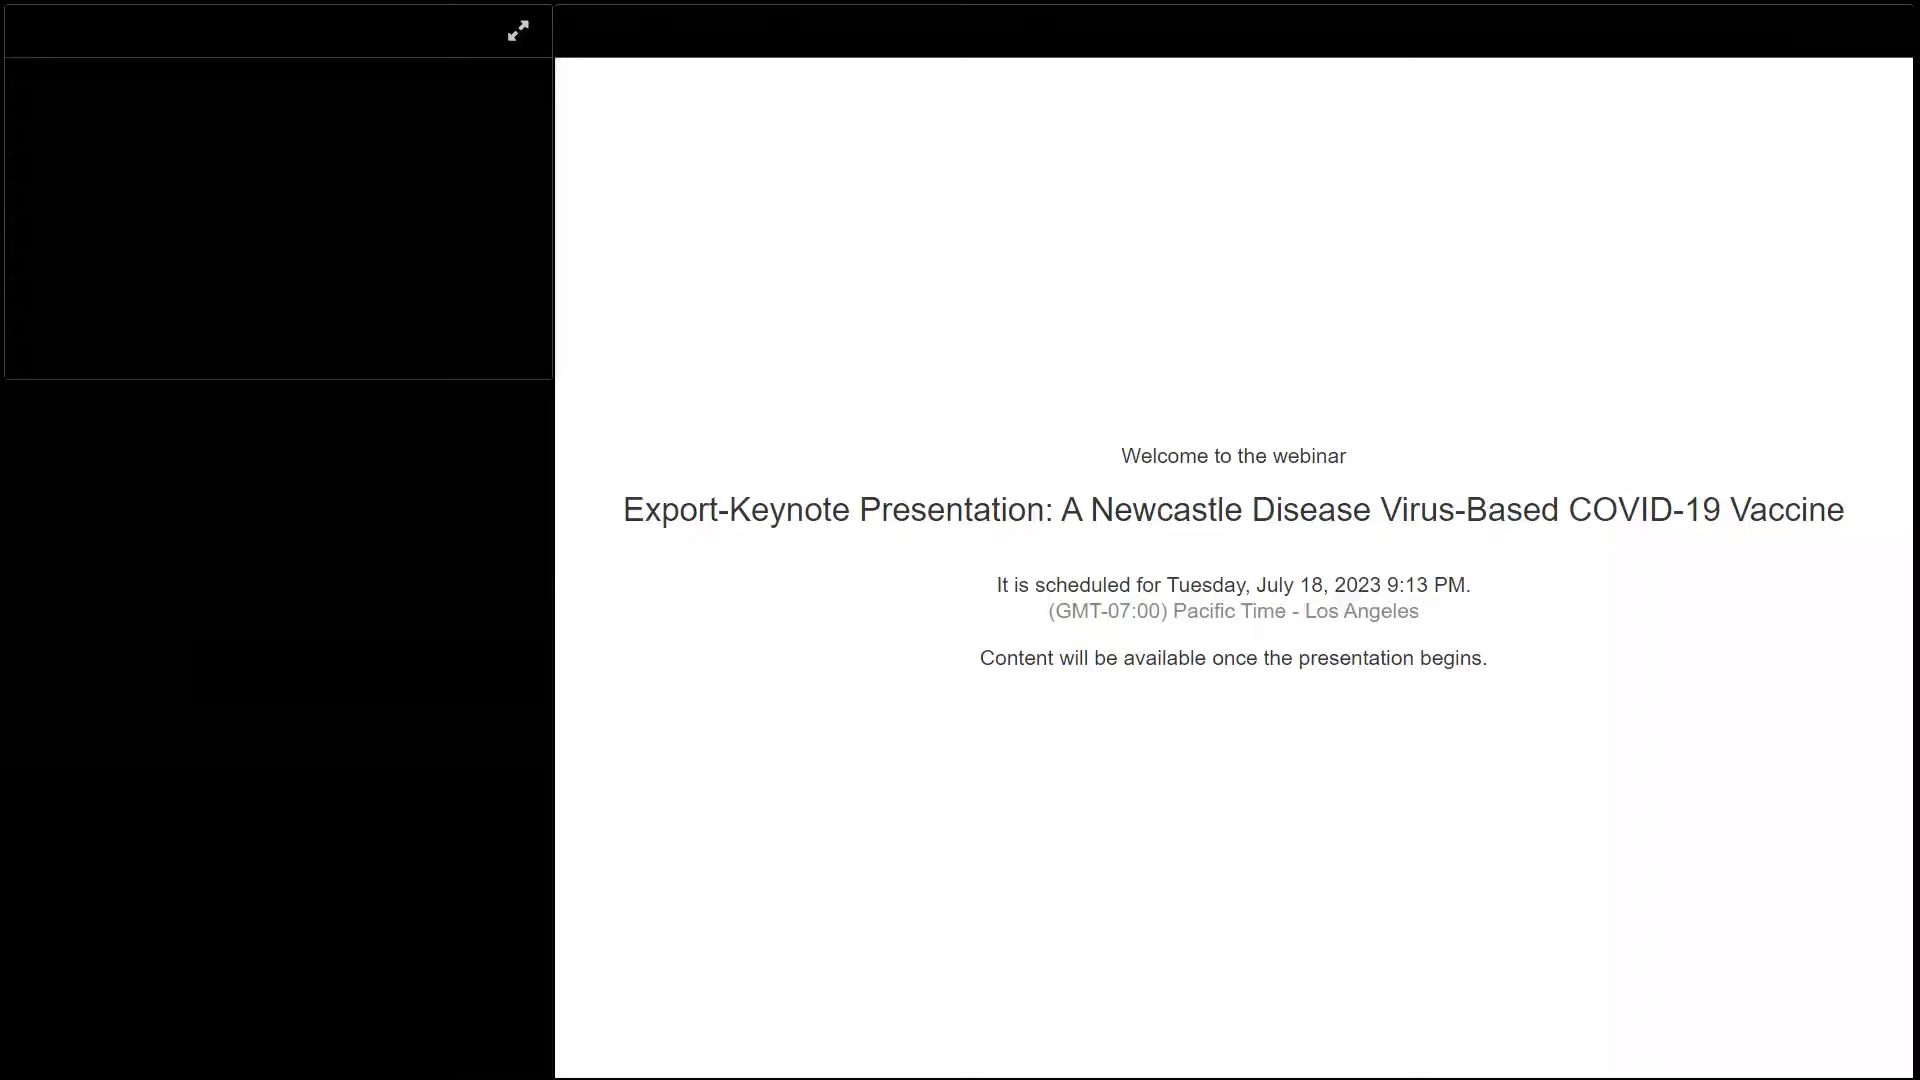 Welcome to the webinar
Export-Keynote Presentation: A Newcastle Disease Virus-Based COVID-19 Vaccine
It is scheduled for Tuesday, July 18, 2023 9:13 PM.
(GMT-07:00) Pacific Time - Los Angeles
Content will be available once the presentation begins.